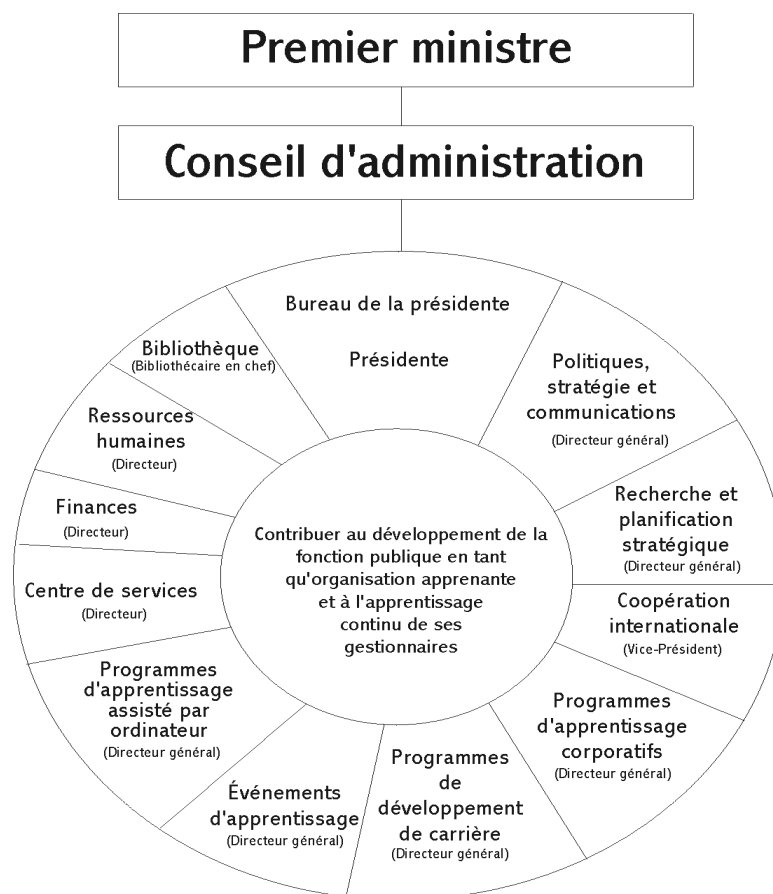 Premier ministre
Conseil d'administration
Bureau de la présidente
Présidente
Politiques,
stratégie et
communications
(Directeur général)
Recherche et
planification
stratégique
(Directeur général)
Coopération
internationale
(Vice-Président)
Programmes
d'apprentissage
corporatifs
(Directeur général)
Programmes
de
développement
de carrière
(Directeur général)
Événements
d'apprentissage
(Directeur général)
Programmes
d'apprentissage
assisté par
ordinateur
(Directeur général)
Centre de services
(Directeur)
Finances
(Directeur)
Ressources
humaines
(Directeur)
Bibliothèque
(Bibliothécaire en chef)
Contribuer au développement de la
fonction publique en tant
qu'organisation apprenante
et à l'apprentissage
continu de ses
gestionnaires